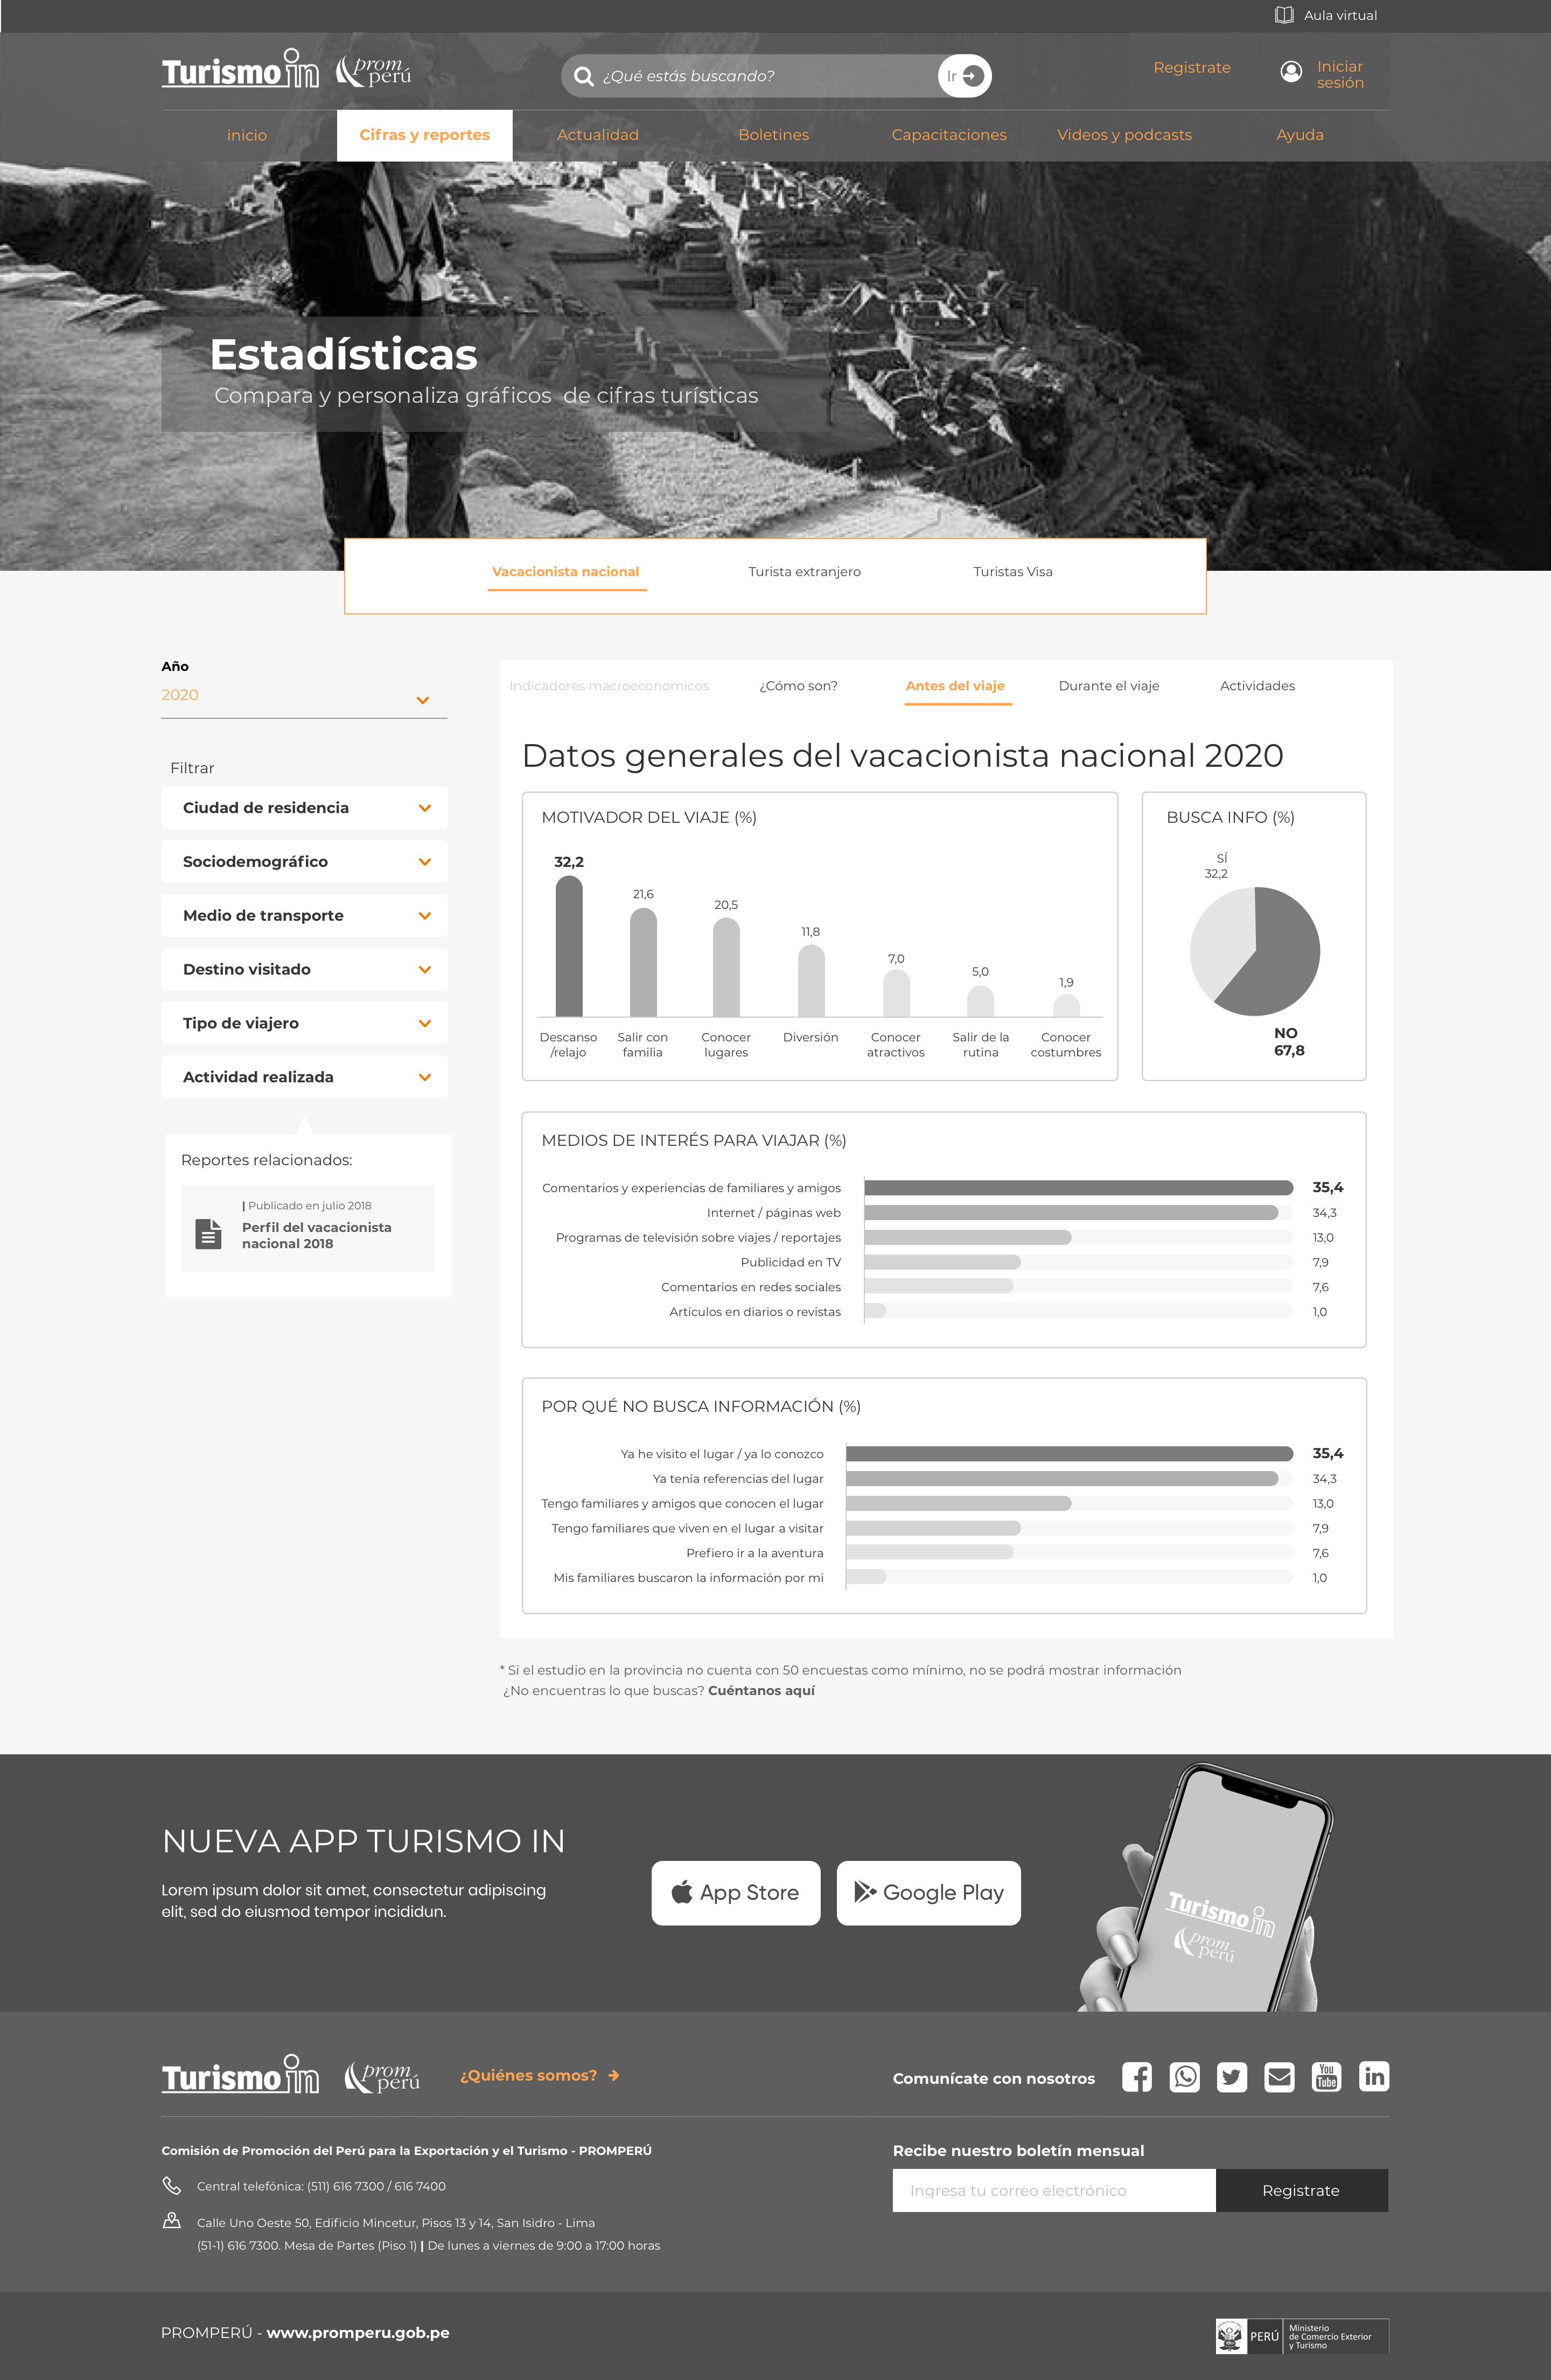 Aula virtual
Turismo in
prom
perú
¿Qué estás buscando?
Ir
Registrate
Iniciar
sesión
inicio
Cifras y reportes
Actualidad
Boletines
Capacitaciones
Videos y podcasts
Ayuda
Estadísticas
Compara y personaliza gráficos de cifras turísticas
Vacacionista nacional
Turista extranjero
Turistas Visa
Año
2020
Filtrar
Ciudad de residencia
Sociodemográfico
Medio de transporte
Destino visitado
Tipo de viajero
Actividad realizada
Reportes relacionados:
| Publicado en julio 2018
Perfil del vacacionista
nacional 2018
Indicadores macroeconomicos
¿Cómo son?
Antes del viaje
Durante el viaje
Actividades
Datos generales del vacacionista nacional 2020
MOTIVADOR DEL VIAJE (%)
32,2
21,6
20,5
11,8
7,0
5,0
1,9
Descanso
/relajo
Salir con
familia
Conocer
lugares
Diversión
Conocer
atractivos
Salir de la
rutina
Conocer
costumbres
BUSCA INFO (%)
SÍ
32,2
NO
67,8
MEDIOS DE INTERÉS PARA VIAJAR (%)
Comentarios y experiencias de familiares y amigos 35,4
Internet / páginas web 34,3
Programas de televisión sobre viajes / reportajes 13,0
Publicidad en TV 7,9
Comentarios en redes sociales 7,6
Artículos en diarios o revistas 1,0
POR QUÉ NO BUSCA INFORMACIÓN (%)
Ya he visito el lugar / ya lo conozco 35,4
Ya tenía referencias del lugar 34,3
Tengo familiares y amigos que conocen el lugar 13,0
Tengo familiares que viven en el lugar a visitar 7,9
Prefiero ir a la aventura 7,6
Mis familiares buscaron la información por mi 1,0
* Si el estudio en la provincia no cuenta con 50 encuestas como mínimo, no se podrá mostrar información
¿No encuentras lo que buscas? Cuéntanos aquí
NUEVA APP TURISMO IN
Lorem ipsum dolor sit amet, consectetur adipiscing
elit, sed do eiusmod tempor incididun.
App Store
Google Play
Turismo in
prom
perú
Turismo in
prom
perú
¿Quiénes somos?
Comunícate con nosotros
You
Tube
in
Comisión de Promoción del Perú para la Exportación y el Turismo - PROMPERÚ
Central telefónica: (511) 616 7300 / 616 7400
Calle Uno Oeste 50, Edificio Mincetur, Pisos 13 y 14, San Isidro - Lima
(51-1) 616 7300. Mesa de Partes (Piso 1) | De lunes a viernes de 9:00 a 17:00 horas
Recibe nuestro boletín mensual
Ingresa tu correo electrónico
Registrate
PROMPERÚ - www.promperu.gob.pe
PERÚ
Ministerio
de Comercio Exterior
y Turismo